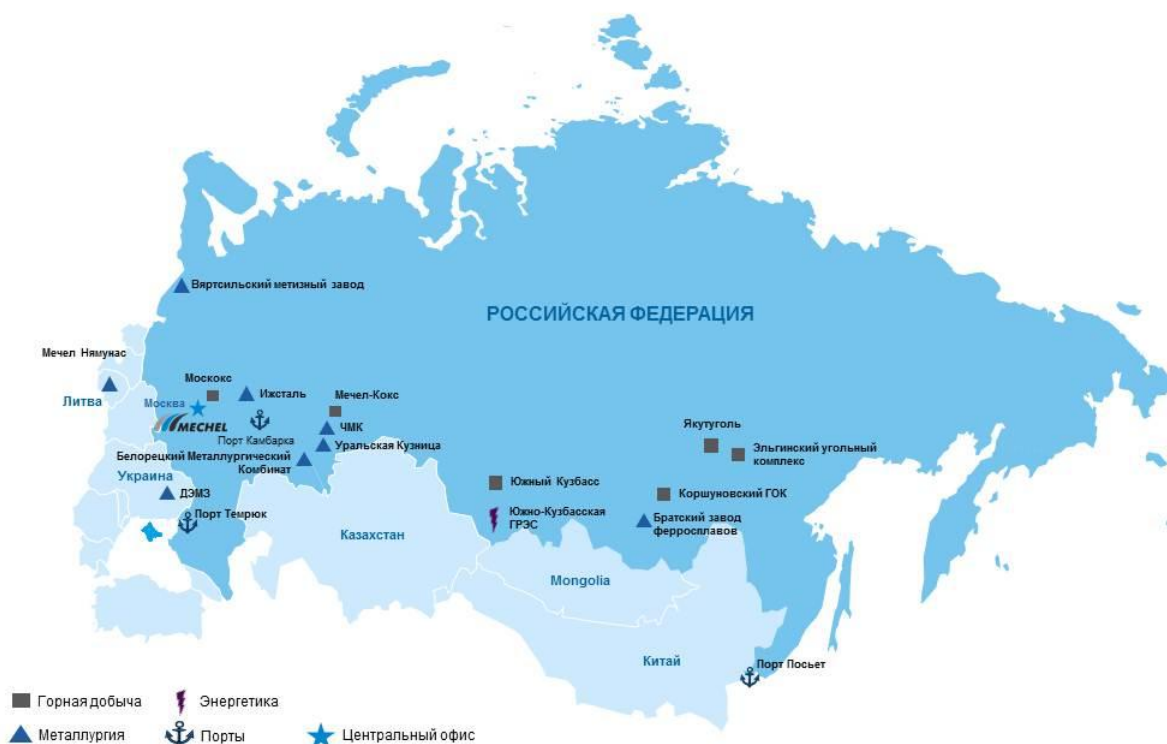 Вяртсильский метизный завод
РОССИЙСКАЯ ФЕДЕРАЦИЯ
Мечел Нямунас
Литва
Москокс
Москва
MECHEL
Ижсталь
Порт Камбарка
Мечел-Кокс
ЧМК
Уральская Кузница
Белорецкий Металлургический
Комбинат
Украина
ДЭМЗ
Порт Темрюк
Казахстан
Южный Кузбасс
Южно-Кузбасская
ГРЭС
Якутуголь
Эльгинский угольный
комплекс
Коршуновский ГОК
Братский завод
ферросплавов
Mongolia
Китай
Порт Посьет
Горная добыча
Энергетика
Металлургия
Порты
Центральный офис